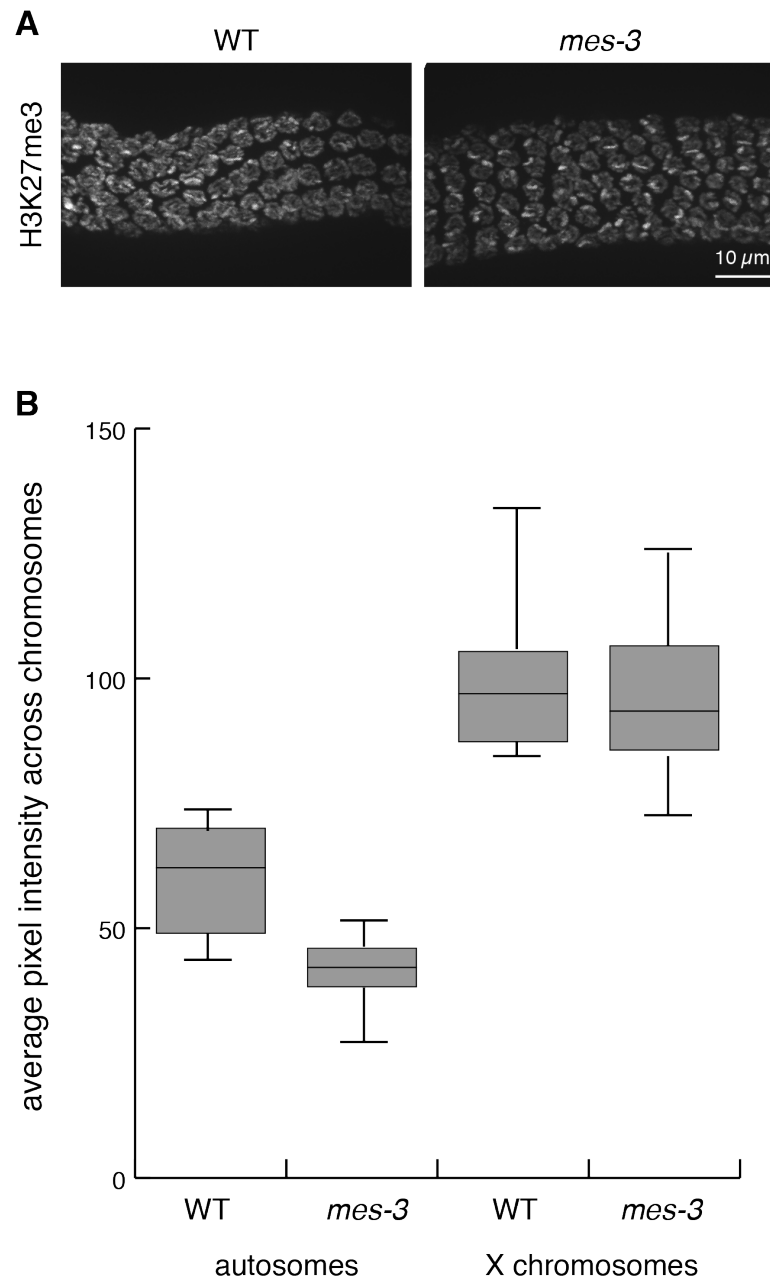 A
WT
mes-3
H3K27me3
10 µm
B
average pixel intensity across chromosomes
150
100
50
0
WT
mes-3
WT
mes-3
autosomes
X chromosomes